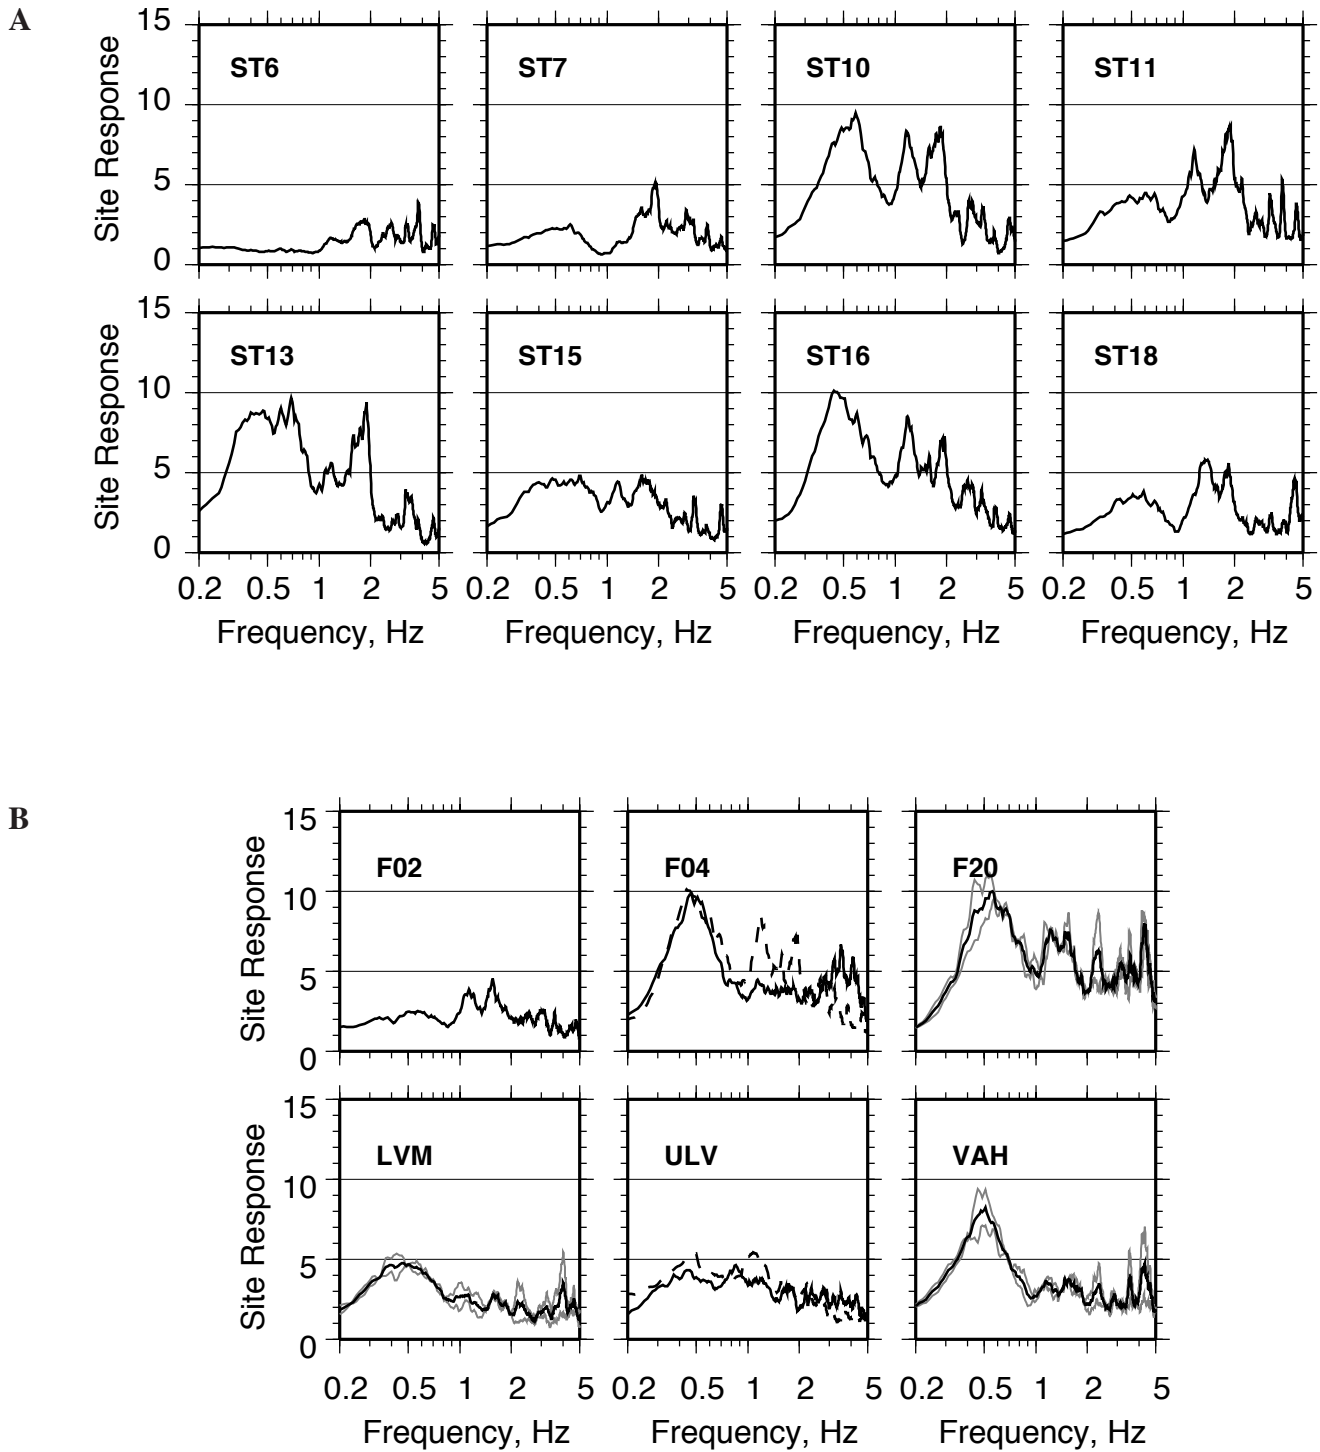 A
15
10
5
0
Site Response
ST6
ST7
ST10
ST11
15
10
5
0
Site Response
ST13
ST15
ST16
ST18
0.2 0.5 1 2 0.2 0.5 1 2 0.2 0.5 1 2 0.2 0.5 1 2 5
Frequency, Hz Frequency, Hz Frequency, Hz Frequency, Hz
B
15
10
5
0
Site Response
F02
F04
F20
15
10
5
0
Site Response
LVM
ULV
VAH
0.2 0.5 1 2 5 0.2 0.5 1 2 5 0.2 0.5 1 2 5
Frequency, Hz Frequency, Hz Frequency, Hz